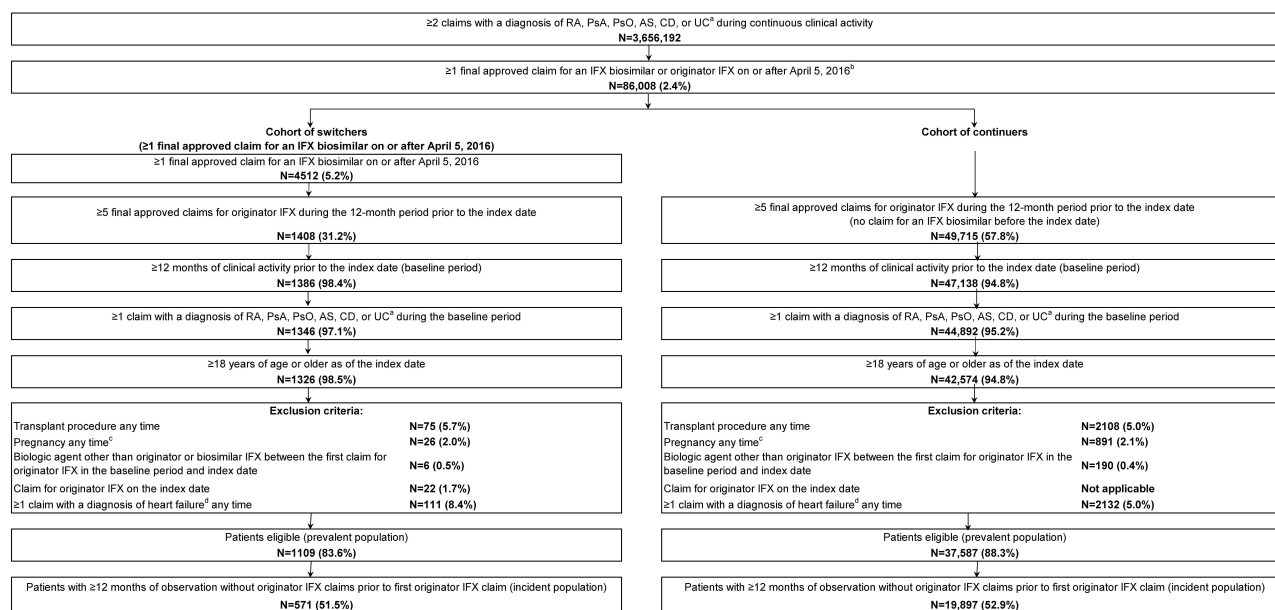 ≥2 claims with a diagnosis of RA, PsA, PsO, AS, CD, or UCa during continuous clinical activity
N=3,656,192
≥1 final approved claim for an IFX biosimilar or originator IFX on or after April 5, 2016b
N=86,008 (2.4%)
Cohort of switchers
(≥1 final approved claim for an IFX biosimilar on or after April 5, 2016)
≥1 final approved claim for an IFX biosimilar on or after April 5, 2016
N=4512 (5.2%)
≥5 final approved claims for originator IFX during the 12-month period prior to the index date
N=1408 (31.2%)
≥12 months of clinical activity prior to the index date (baseline period)
N=1386 (98.4%)
≥1 claim with a diagnosis of RA, PsA, PsO, AS, CD, or UCa during the baseline period
N=1346 (97.1%)
≥18 years of age or older as of the index date
N=1326 (98.5%)
Exclusion criteria:
Transplant procedure any time N=75 (5.7%)
Pregnancy any timec N=26 (2.0%)
Biologic agent other than originator or biosimilar IFX between the first claim for
originator IFX in the baseline period and index date N=6 (0.5%)
Claim for originator IFX on the index date N=22 (1.7%)
≥1 claim with a diagnosis of heart failured any time N=111 (8.4%)
Patients eligible (prevalent population)
N=1109 (83.6%)
Patients with ≥12 months of observation without originator IFX claims prior to first originator IFX claim (incident population)
N=571 (51.5%)
Cohort of continuers
≥5 final approved claims for originator IFX during the 12-month period prior to the index date
(no claim for an IFX biosimilar before the index date)
N=49,715 (57.8%)
≥12 months of clinical activity prior to the index date (baseline period)
N=47,138 (94.8%)
≥1 claim with a diagnosis of RA, PsA, PsO, AS, CD, or UCa during the baseline period
N=44,892 (95.2%)
≥18 years of age or older as of the index date
N=42,574 (94.8%)
Exclusion criteria:
Transplant procedure any time N=2108 (5.0%)
Pregnancy any timec N=891 (2.1%)
Biologic agent other than originator IFX between the first claim for originator IFX in the
baseline period and index date N=190 (0.4%)
Claim for originator IFX on the index date Not applicable
≥1 claim with a diagnosis of heart failured any time N=2132 (5.0%)
Patients eligible (prevalent population)
N=37,587 (88.3%)
Patients with ≥12 months of observation without originator IFX claims prior to first originator IFX claim (incident population)
N=19,897 (52.9%)